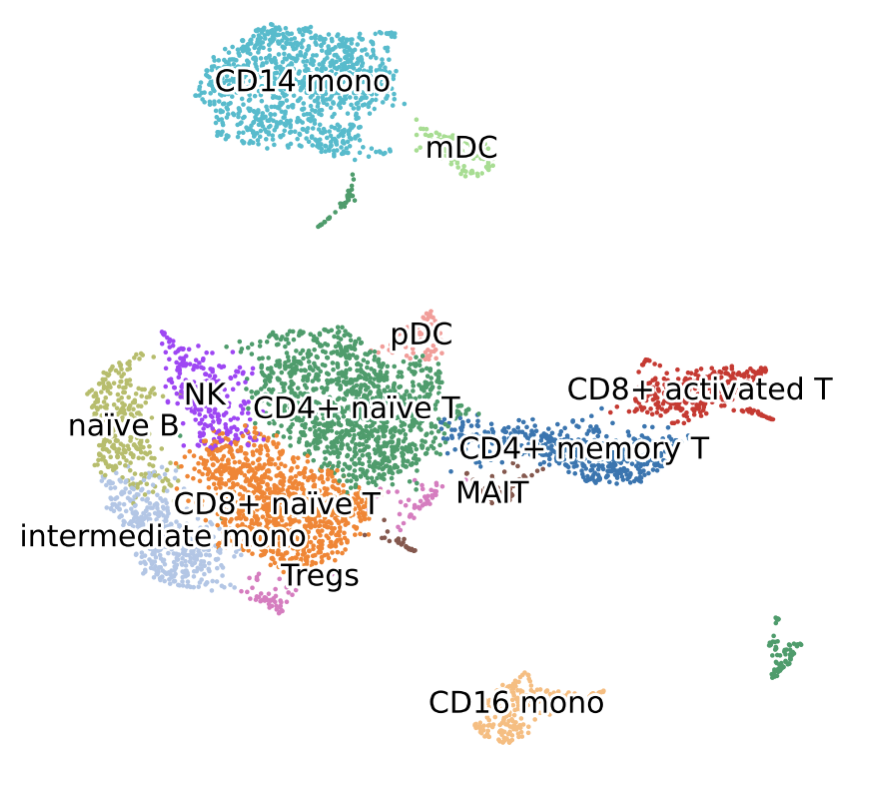 CD14 mono
mDC
pDC
NK
CD8+ activated T
CD4+ naïve T
naïve B
CD4+ memory T
MAIT
CD8+ naïve T
intermediate mono
Tregs
CD16 mono